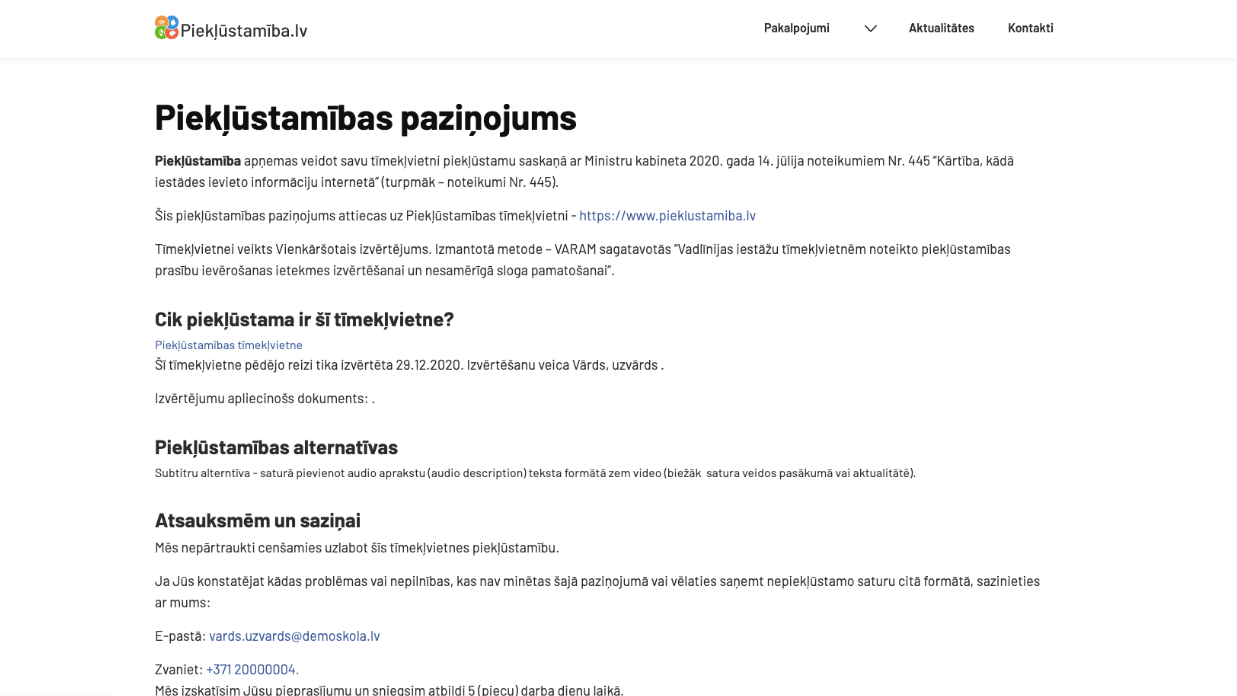 Piekļūstamība.lv
Pakalpojumi
Aktualitātes
Kontakti
Piekļūstamības paziņojums
Piekļūstamība apņemas veidot savu tīmekļvietni piekļūstamu saskaņā ar Ministru kabineta 2020. gada 14. jūlija noteikumiem Nr. 445 “Kārtība, kādā
iestādes ievieto informāciju internetā” (turpmāk – noteikumi Nr. 445).
Šis piekļūstamības paziņojums attiecas uz Piekļūstamības tīmekļvietni - https://www.pieklustamiba.lv
Tīmekļvietnei veikts Vienkāršotais izvērtējums. Izmantotā metode – VARAM sagatavotās “Vadlīnijas iestāžu tīmekļvietnēm noteikto piekļūstamības
prasību ievērošanas ietekmes izvērtēšanai un nesamērīgā sloga pamatošanai”.
Cik piekļūstama ir šī tīmekļvietne?
Piekļūstamības tīmekļvietne
Šī tīmekļvietne pēdējo reizi tika izvērtēta 29.12.2020. Izvērtēšanu veica Vārds, uzvārds .
Izvērtējumu apliecinošs dokuments: .
Piekļūstamības alternatīvas
Subtitru alterntīva - saturā pievienot audio aprakstu (audio description) teksta formātā zem video (biežāk satura veidos pasākumā vai aktualitātē).
Atsauksmēm un saziņai
Mēs nepārtraukti cenšamies uzlabot šīs tīmekļvietnes piekļūstamību.
Ja Jūs konstatējat kādas problēmas vai nepilnības, kas nav minētas šajā paziņojumā vai vēlaties saņemt nepiekļūstamo saturu citā formātā, sazinieties
ar mums:
E-pastā: vards.uzvards@demoskola.lv
Zvaniet: +371 20000004.
Mēs izskatīsim Jūsu pieprasījumu un sniegsim atbildi 5 (piecu) darba dienu laikā.